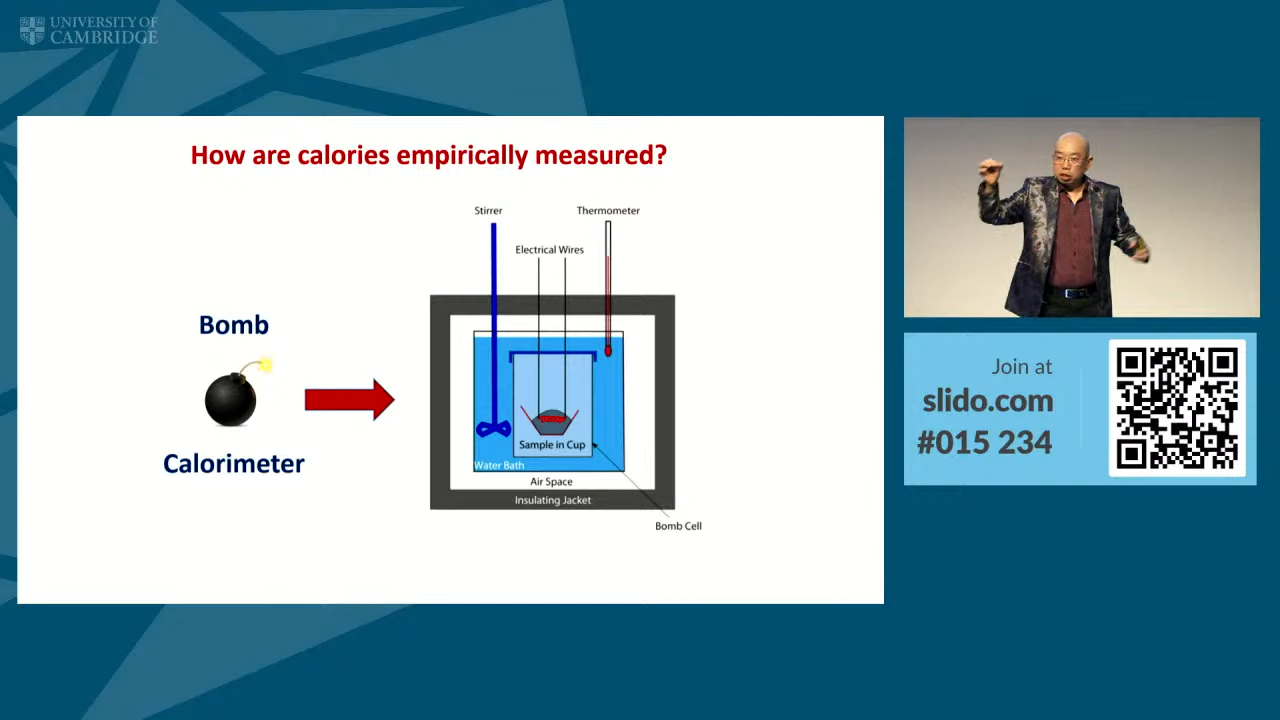 UNIVERSITY OF
CAMBRIDGE
How are calories empirically measured?
Bomb
Calorimeter
Stirrer
Thermometer
Electrical Wires
Sample in Cup
Water Bath
Air Space
Insulating Jacket
Bomb Cell
Join at
slido.com
#015 234